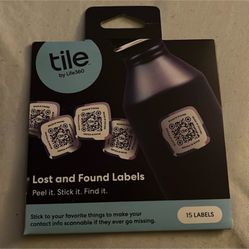 tile
by Life360
Lost and Found Labels
Peel it. Stick it. Find it.
Stick to your favorite things to make your
contact info scannable if they ever go missing.
15 LABELS